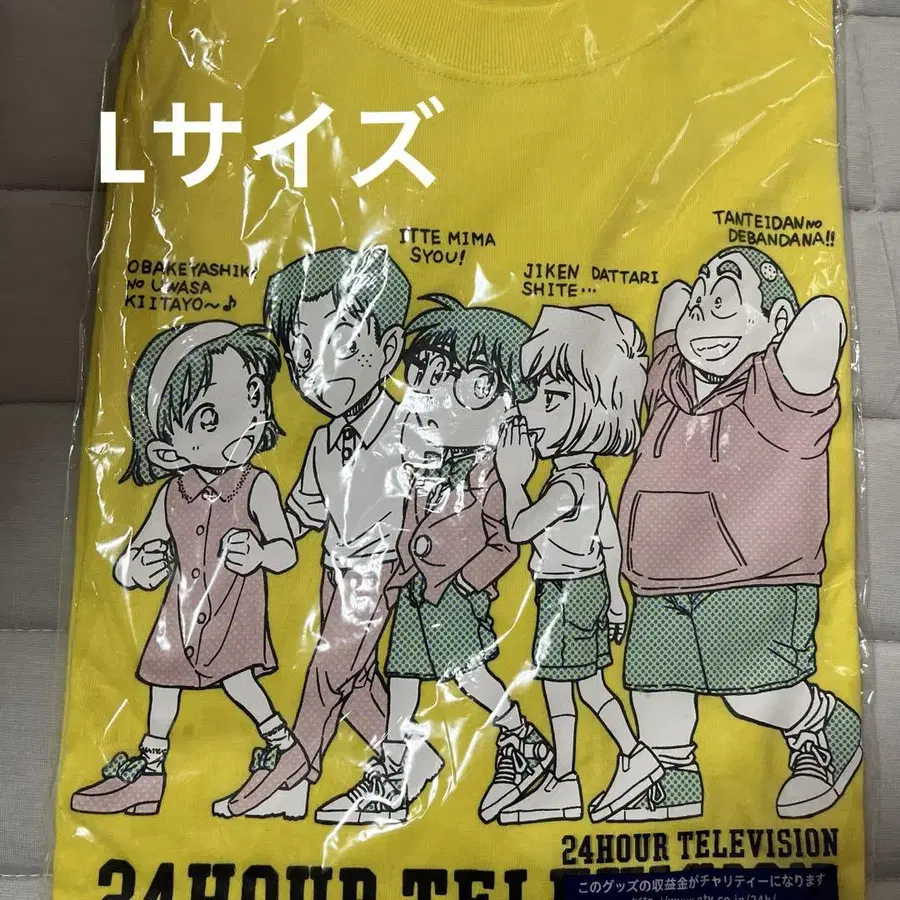 Lサイズ
OBAKEYASHIKI
NO UWASA
KIITAYO~♪
ITTE MIMA
SYOU!
JIKEN DATTARI
SHITE...
TANTEIDAN NO
DEBANDANA!!
24HOUR TELEVISION
24HOUR TELEVISION
このグッズの収益金がチャリティーになります